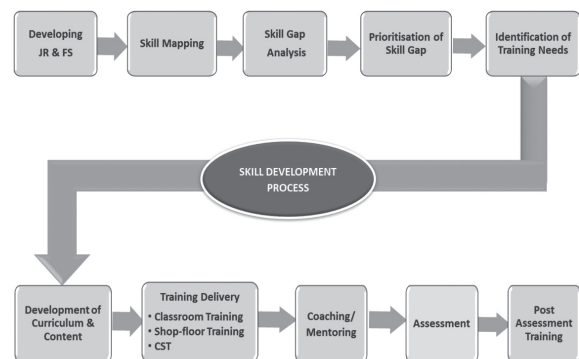 Developing
JR & FS
Skill Mapping
Skill Gap
Analysis
Prioritisation of
Skill Gap
Identification of
Training Needs
SKILL DEVELOPMENT
PROCESS
Development of
Curriculum &
Content
Training Delivery
• Classroom Training
• Shop-floor Training
• CST
Coaching/
Mentoring
Assessment
Post
Assessment
Training